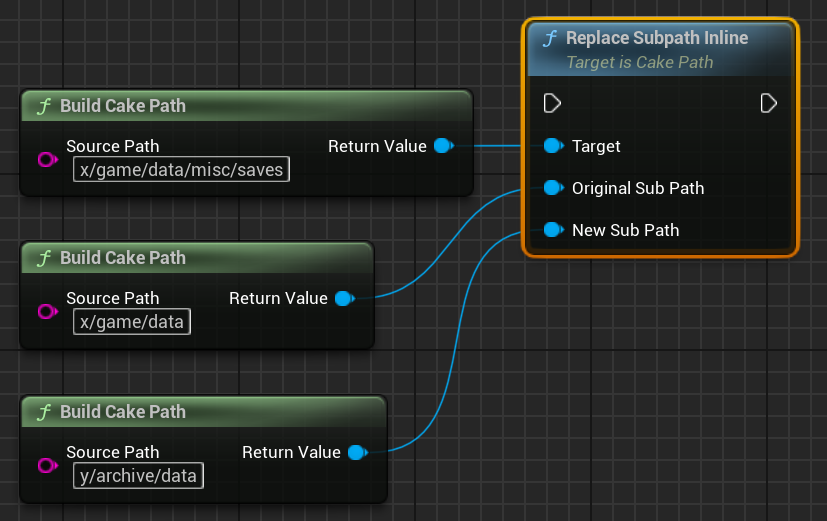 f Build Cake Path
Source Path
x/game/data/misc/saves
Return Value
f Build Cake Path
Source Path
x/game/data
Return Value
f Build Cake Path
Source Path
y/archive/data
Return Value
f Replace Subpath Inline
Target is Cake Path
Target
Original Sub Path
New Sub Path